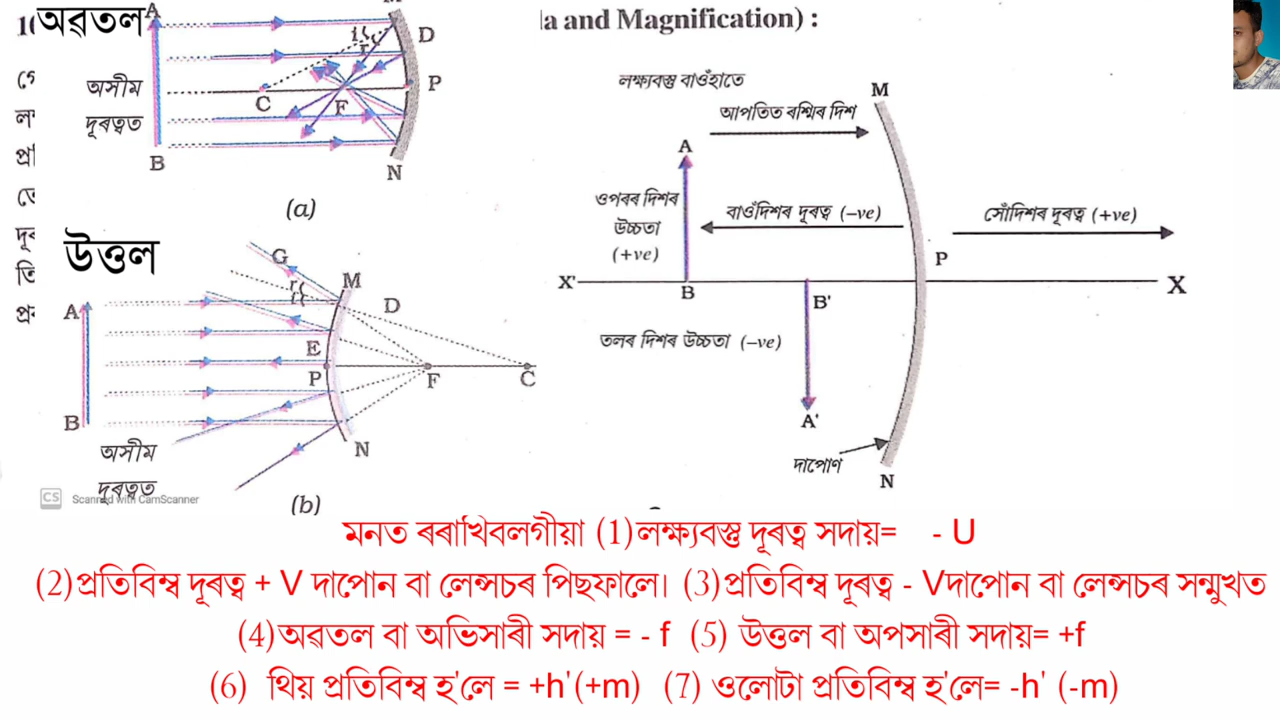 অৱতল
la and Magnification) :
A
i
r
M
D
অসীম
C
F
P
দূৰত্বত
B
N
(a)
উত্তল
G
r
i
M
A
D
E
P
F
C
B
N
অসীম
দূৰত্বত
CS Scanned with CamScanner
(b)
লক্ষ্যবস্তু বাওঁহাতে
M
আপতিত ৰশ্মিৰ দিশ
A
ওপৰৰ দিশৰ
উচ্চতা
(+ve)
বাওঁদিশৰ দূৰত্ব (−ve)
সোঁদিশৰ দূৰত্ব (+ve)
P
X'
B
B'
X
তলৰ দিশৰ উচ্চতা (−ve)
A'
দাপোণ
N
মনত ৰৰাখিবলগীয়া (1)লক্ষ্যবস্তু দূৰত্ব সদায়= - U
(2)প্ৰতিবিম্ব দূৰত্ব + V দাপোন বা লেন্সচৰ পিছফালে। (3)প্ৰতিবিম্ব দূৰত্ব - Vদাপোন বা লেন্সচৰ সন্মুখত
(4)অৱতল বা অভিসাৰী সদায় = - f (5) উত্তল বা অপসাৰী সদায়= +f
(6) থিয় প্ৰতিবিম্ব হ'লে = +h'(+m) (7) ওলোটা প্ৰতিবিম্ব হ'লে= -h' (-m)